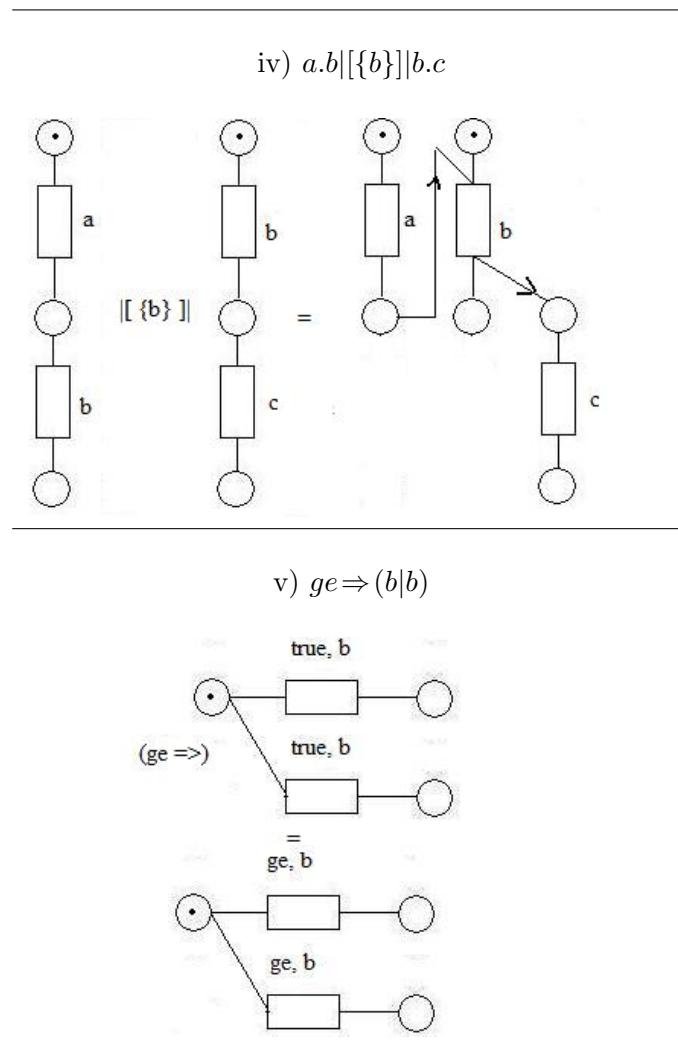 iv) a.b|[{b}]|b.c
a
b
a
b
|[ {b} ]|
=
b
c
c
v) ge⇒(b|b)
true, b
(ge =>)
true, b
=
ge, b
ge, b